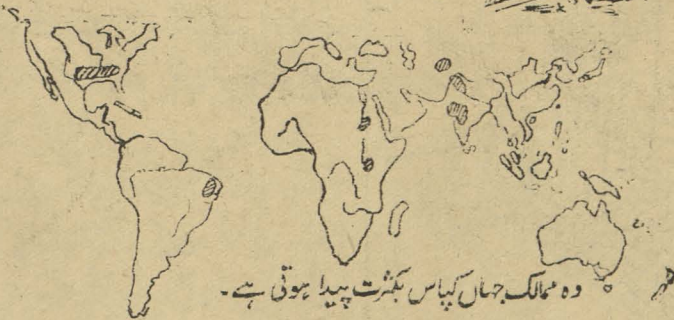 وہ ممالک جہاں کپاس بکثرت پیدا ہوتی ہے۔